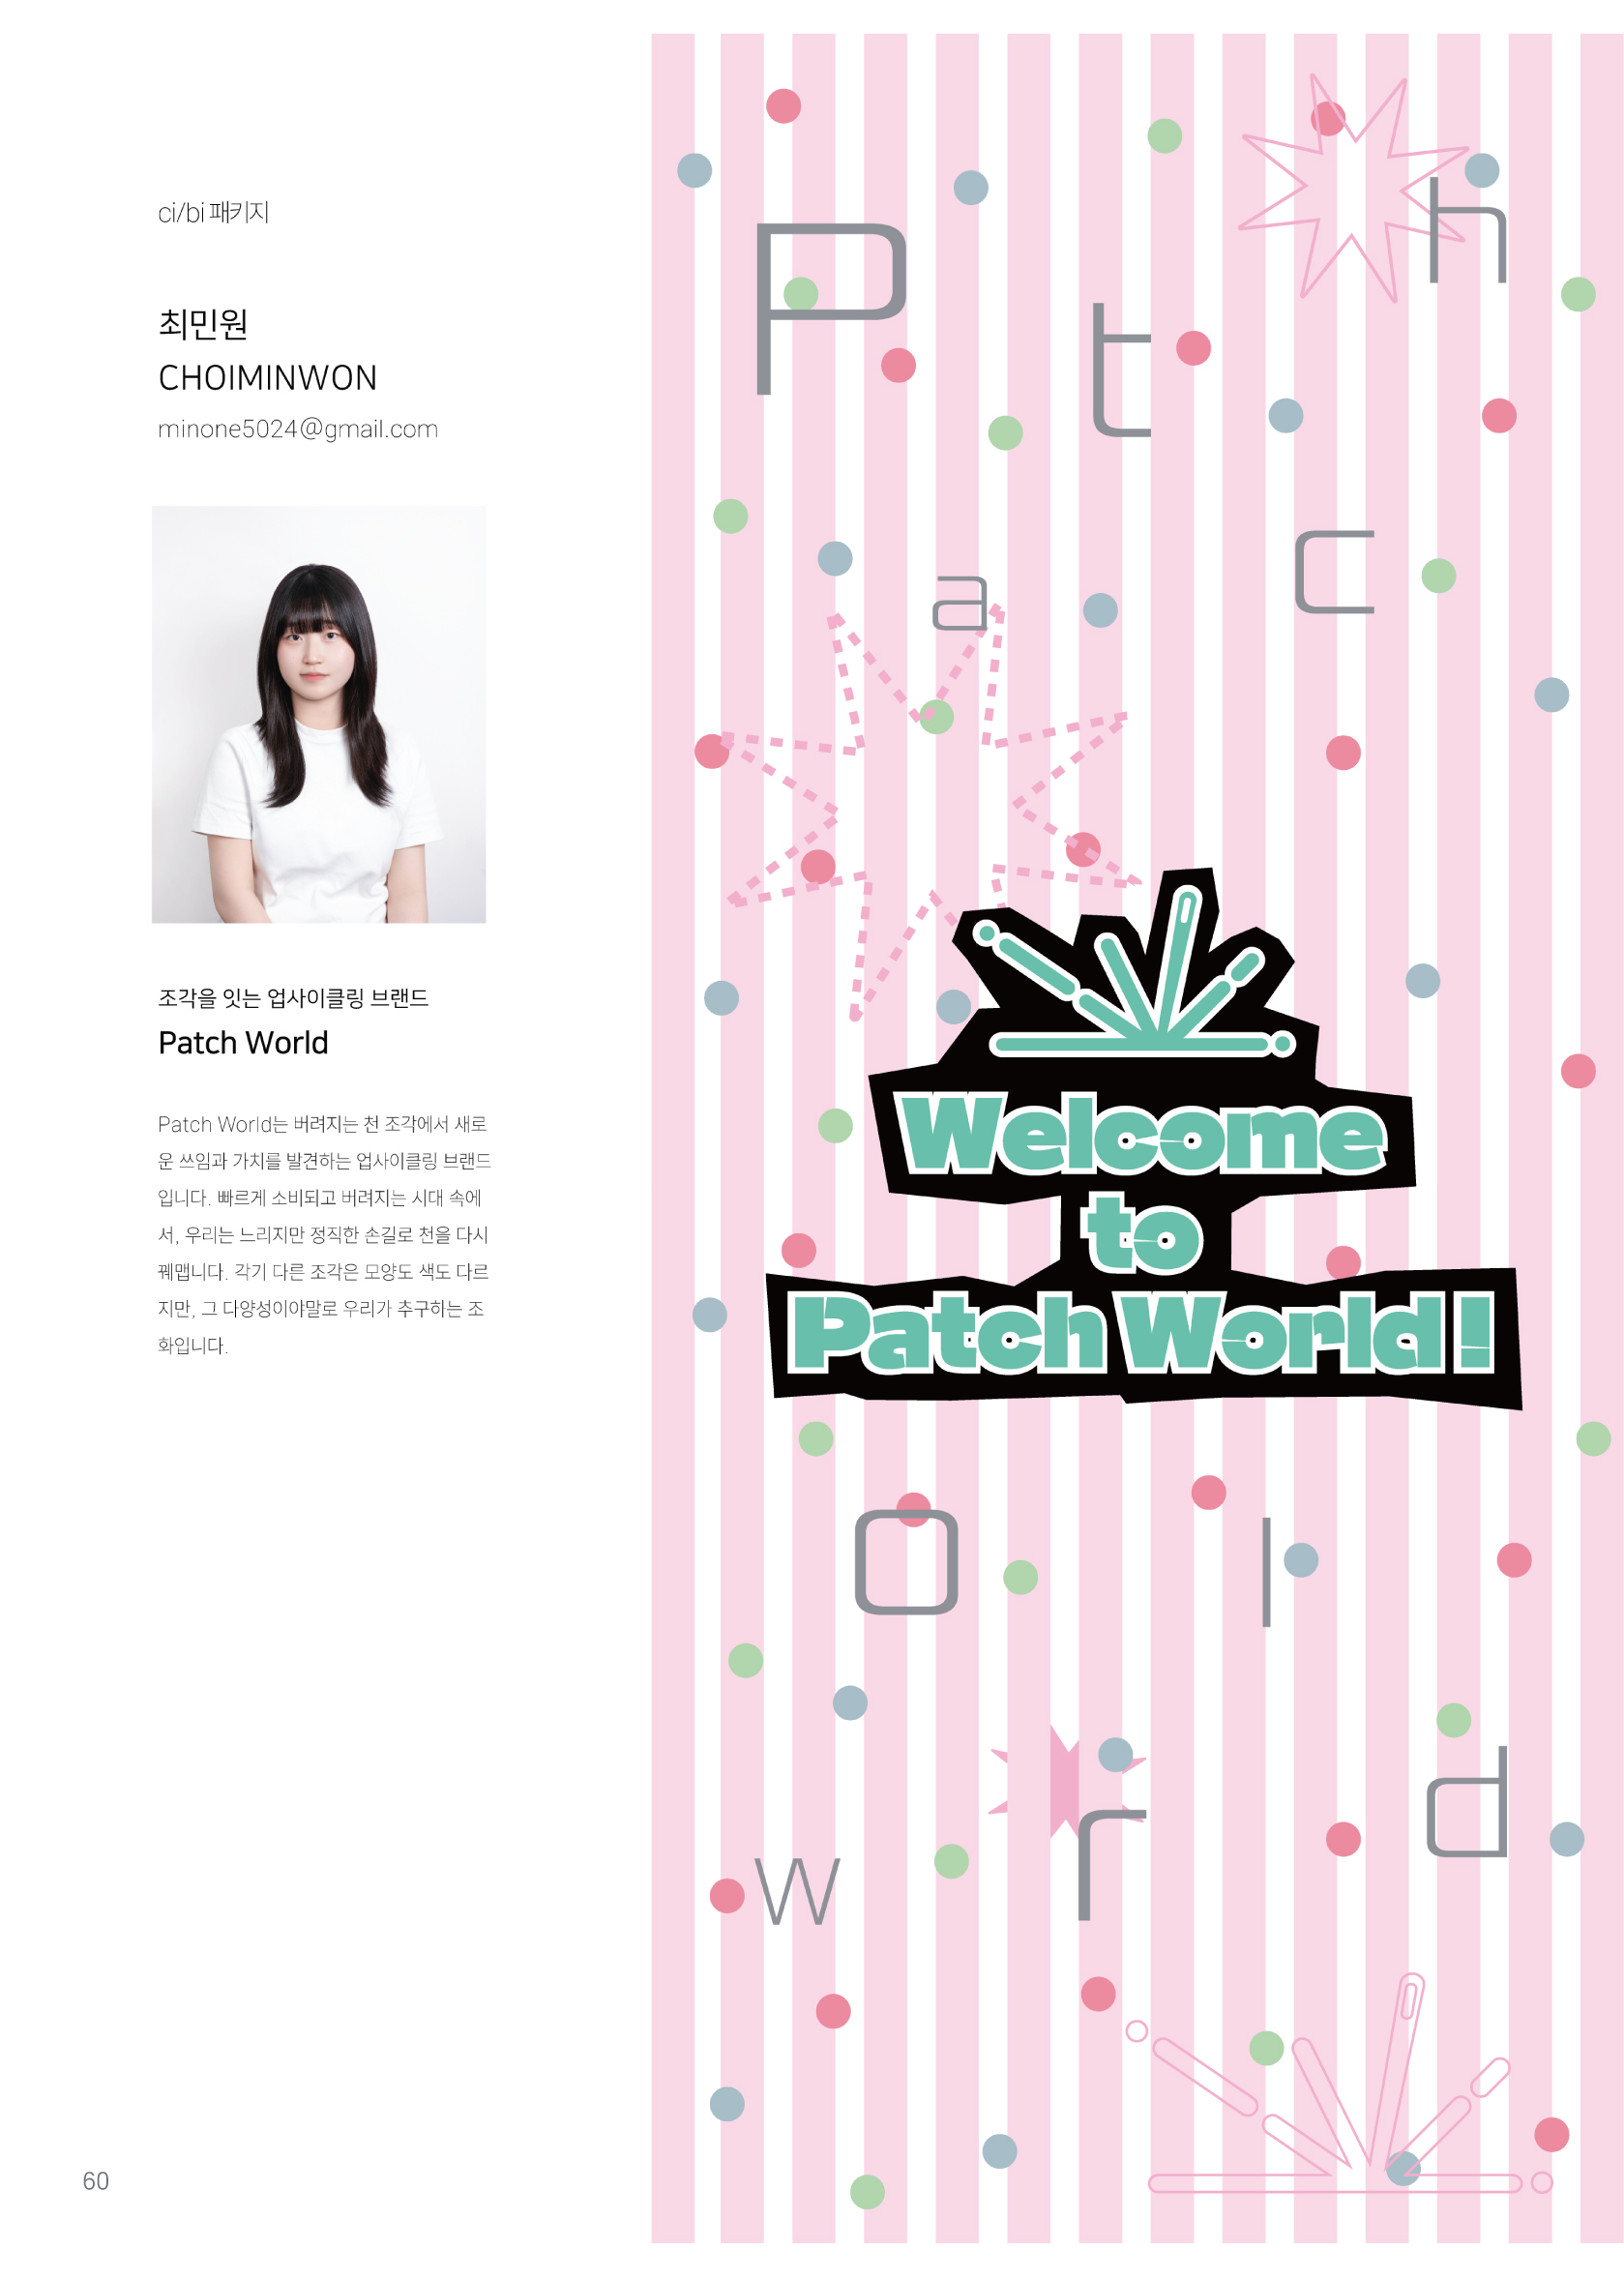 ci/bi 패키지
최민원
CHOIMINWON
minone5024@gmail.com
조각을 잇는 업사이클링 브랜드
Patch World
Patch World는 버려지는 천 조각에서 새로
운 쓰임과 가치를 발견하는 업사이클링 브랜드
입니다. 빠르게 소비되고 버려지는 시대 속에
서, 우리는 느리지만 정직한 손길로 천을 다시
꿰맵니다. 각기 다른 조각은 모양도 색도 다르
지만, 그 다양성이야말로 우리가 추구하는 조
화입니다.
60
P a t c h
Welcome
to
Patch World!
w o r l d